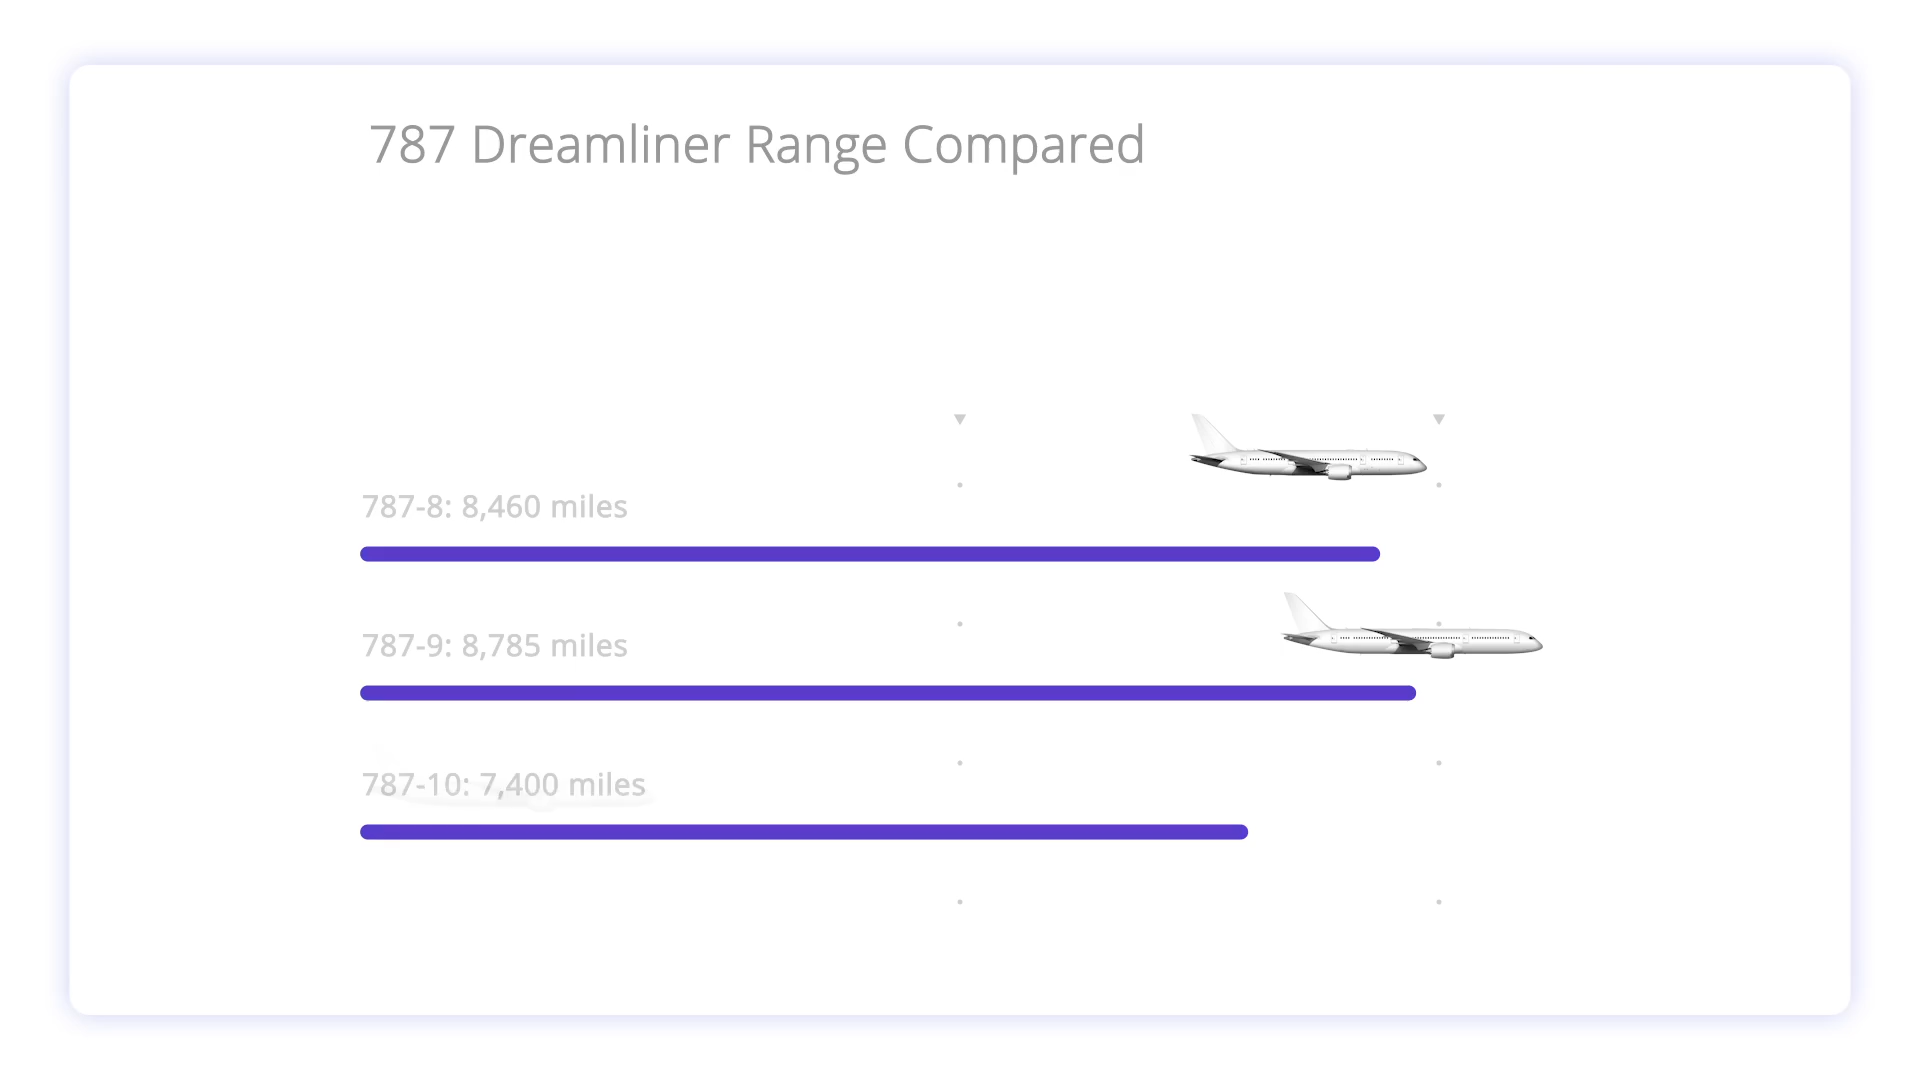 787 Dreamliner Range Compared
787-8: 8,460 miles
787-9: 8,785 miles
787-10: 7,400 miles